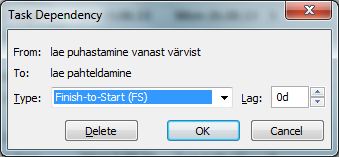 Task Dependency
From: lae puhastamine vanast värvist
To: lae pahteldamine
Type: Finish-to-Start (FS) Lag: 0d
Delete OK Cancel